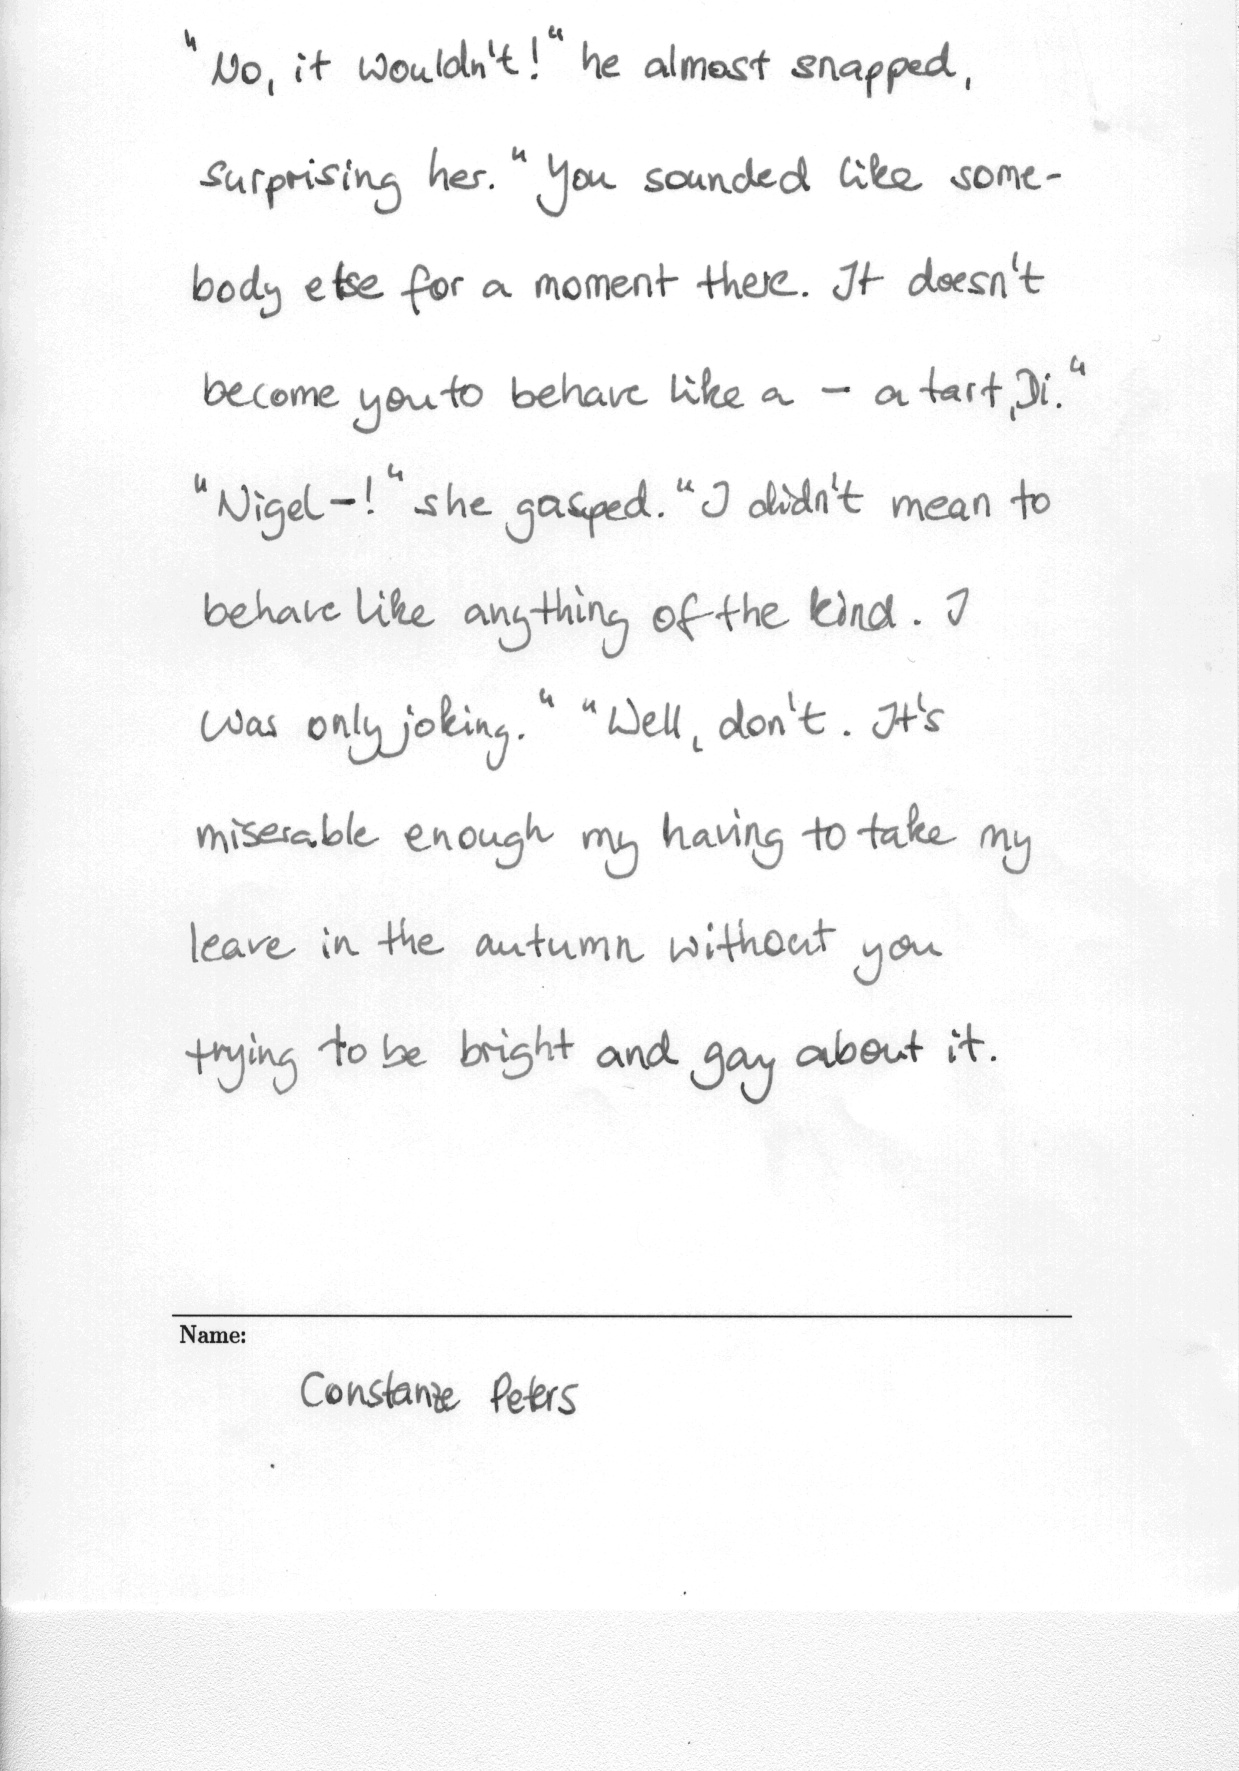 "No, it wouldn't!" he almost snapped,
surprising her. "You sounded like some-
body else for a moment there. It doesn't
become you to behave like a - a tart, Di."
"Nigel-!" she gasped. "I didn't mean to
behave like anything of the kind. I
was only joking." "Well, don't. It's
miserable enough my having to take my
leave in the autumn without you
trying to be bright and gay about it.
Name:
Constanze Peters